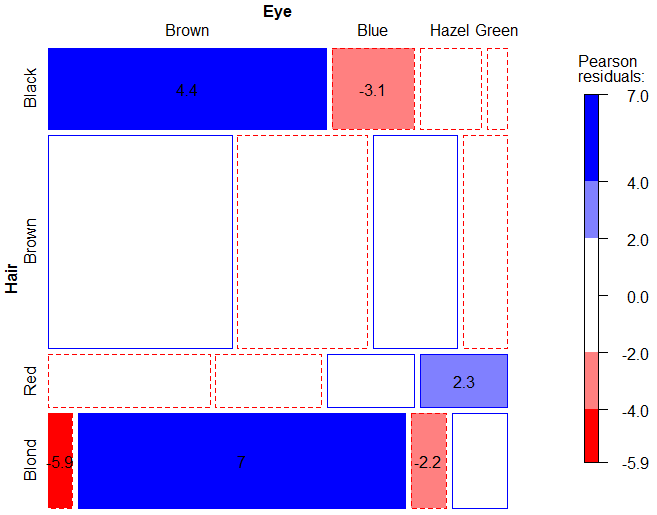 Eye
Brown Blue Hazel Green
Hair
Black
Brown
Red
Blond
4.4
-3.1
2.3
-5.9
7
-2.2
Pearson
residuals:
7.0
4.0
2.0
0.0
-2.0
-4.0
-5.9